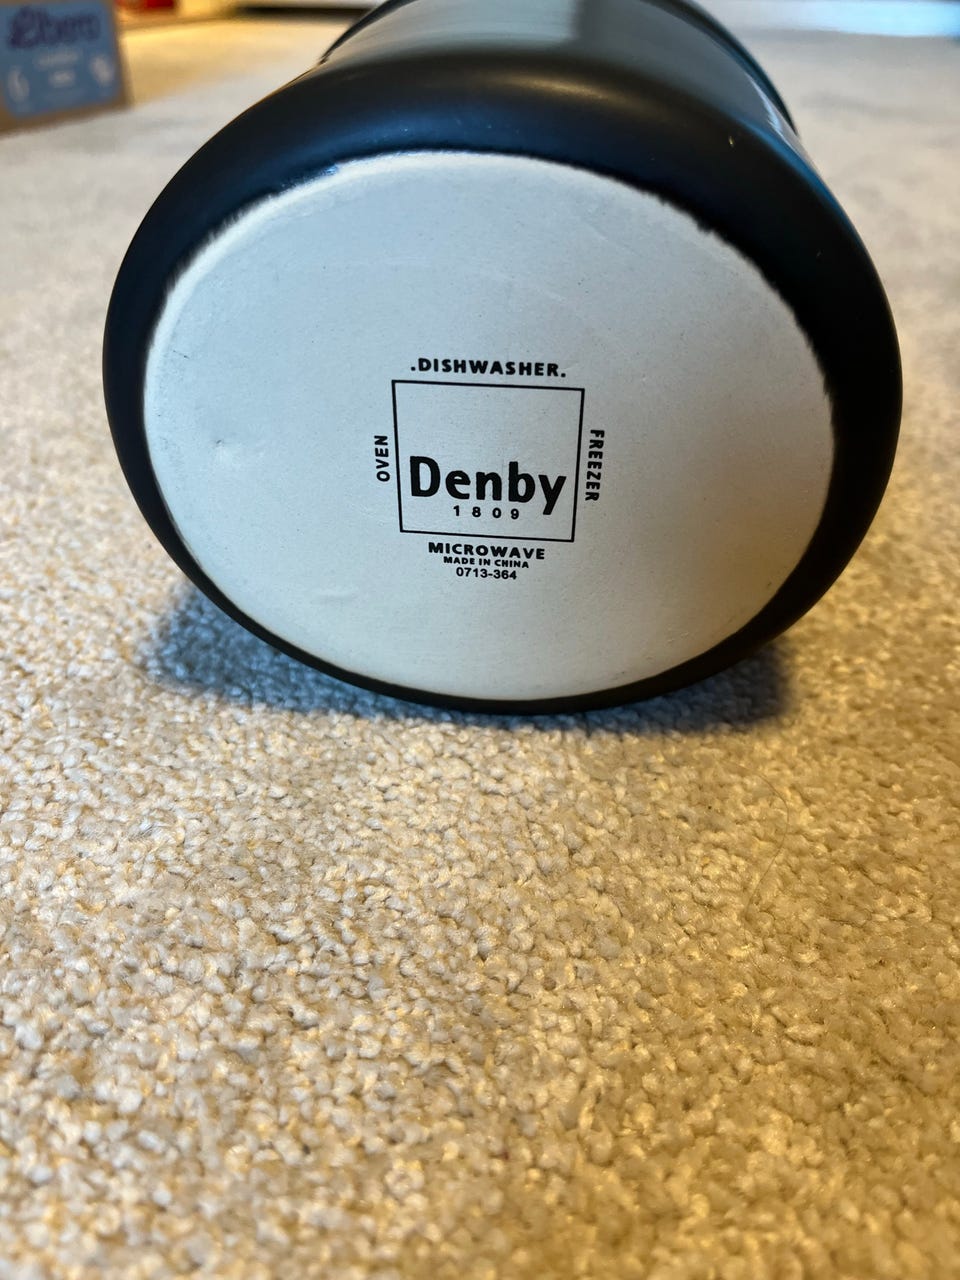 .DISHWASHER.
OVEN
FREEZER
Denby
1809
MICROWAVE
MADE IN CHINA
0713-364